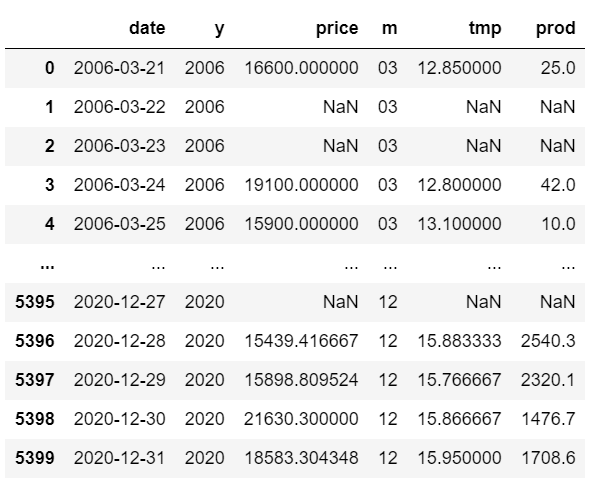 date y price m tmp prod
0 2006-03-21 2006 16600.000000 03 12.850000 25.0
1 2006-03-22 2006 NaN 03 NaN NaN
2 2006-03-23 2006 NaN 03 NaN NaN
3 2006-03-24 2006 19100.000000 03 12.800000 42.0
4 2006-03-25 2006 15900.000000 03 13.100000 10.0
... ... ... ... ... ... ...
5395 2020-12-27 2020 NaN 12 NaN NaN
5396 2020-12-28 2020 15439.416667 12 15.883333 2540.3
5397 2020-12-29 2020 15898.809524 12 15.766667 2320.1
5398 2020-12-30 2020 21630.300000 12 15.866667 1476.7
5399 2020-12-31 2020 18583.304348 12 15.950000 1708.6